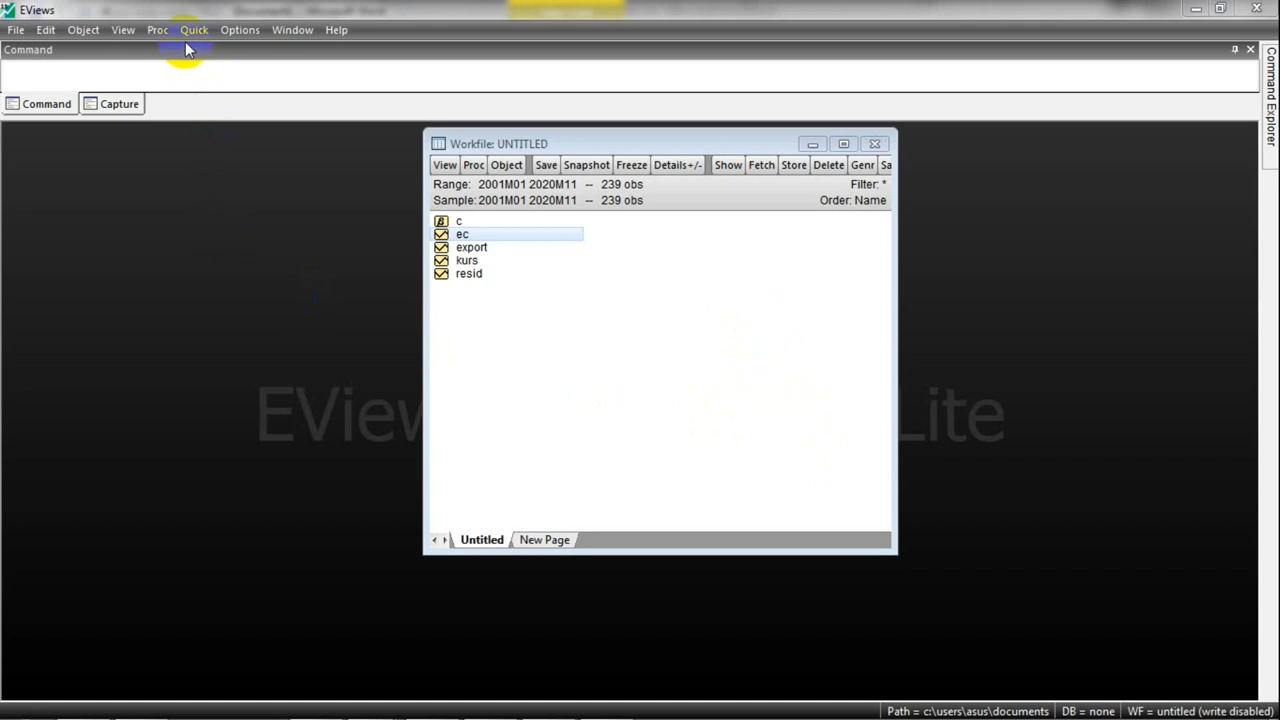 EViews
File Edit Object View Proc Quick Options Window Help
Command
Command Capture
Command Explorer
Workfile: UNTITLED
View Proc Object Save Snapshot Freeze Details+/- Show Fetch Store Delete Genr Sa
Range: 2001M01 2020M11 -- 239 obs Filter: *
Sample: 2001M01 2020M11 -- 239 obs Order: Name
β c
ec
export
kurs
resid
EView Lite
Untitled New Page
Path = c:\users\asus\documents DB = none WF = untitled (write disabled)